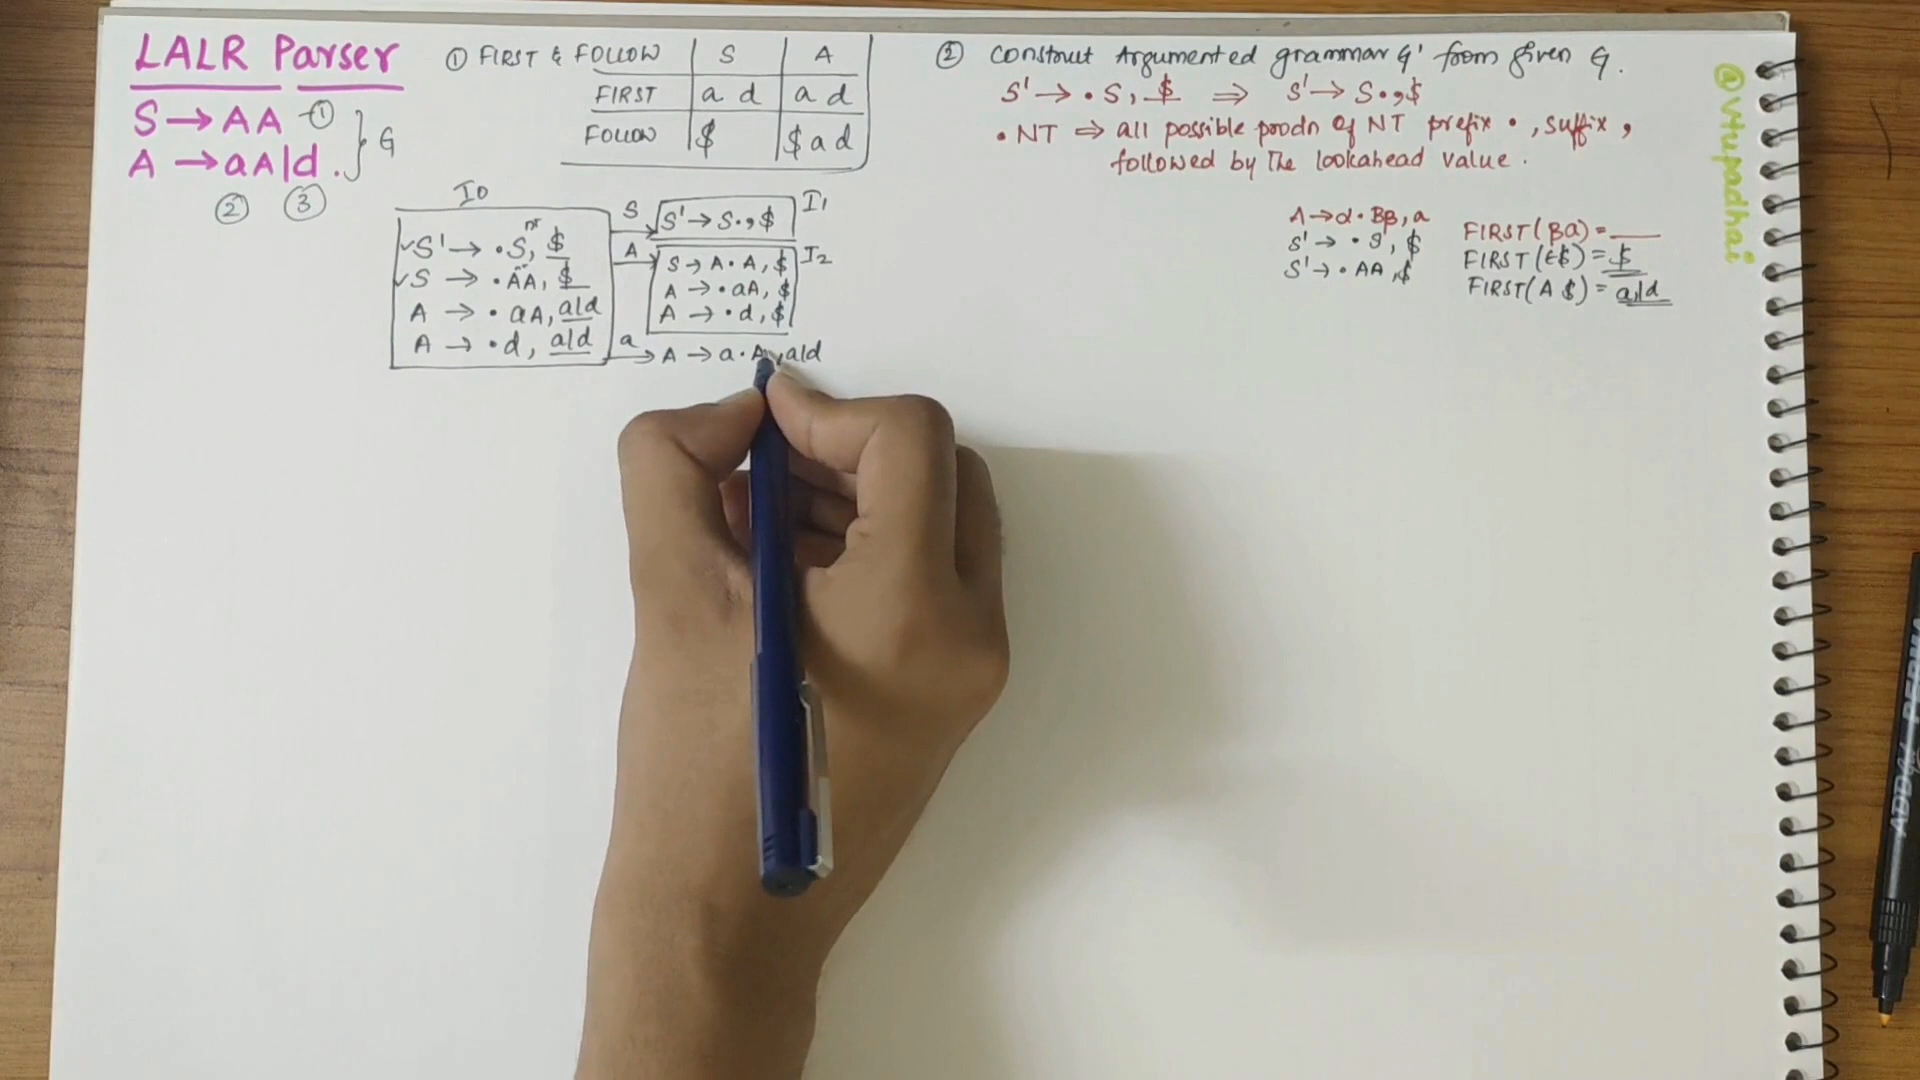 LALR Parser
S → AA -①
A → aA|d. } G
② ③
① FIRST & FOLLOW | S | A
FIRST | a d | a d
FOLLOW | $ | $ a d
② Construct Argumented grammar G' from given G.
S' → .S, $ ⇒ S' → S., $
. NT ⇒ all possible prodn of NT prefix ., suffix ,
followed by The lookahead value.
I0
S' → .S, $
NT
S → .AA, $
A → .aA, a|d
A → .d, a|d
S
S' → S., $ I1
A
S → A.A, $ I2
A → .aA, $
A → .d, $
a
A → a.A, a|d
A → α.Bβ, a
S' → .S, $
S' → .AA, $
FIRST(βa) = ___
FIRST(ε$) = $
FIRST(A $) = a|d
@Vtupadhai